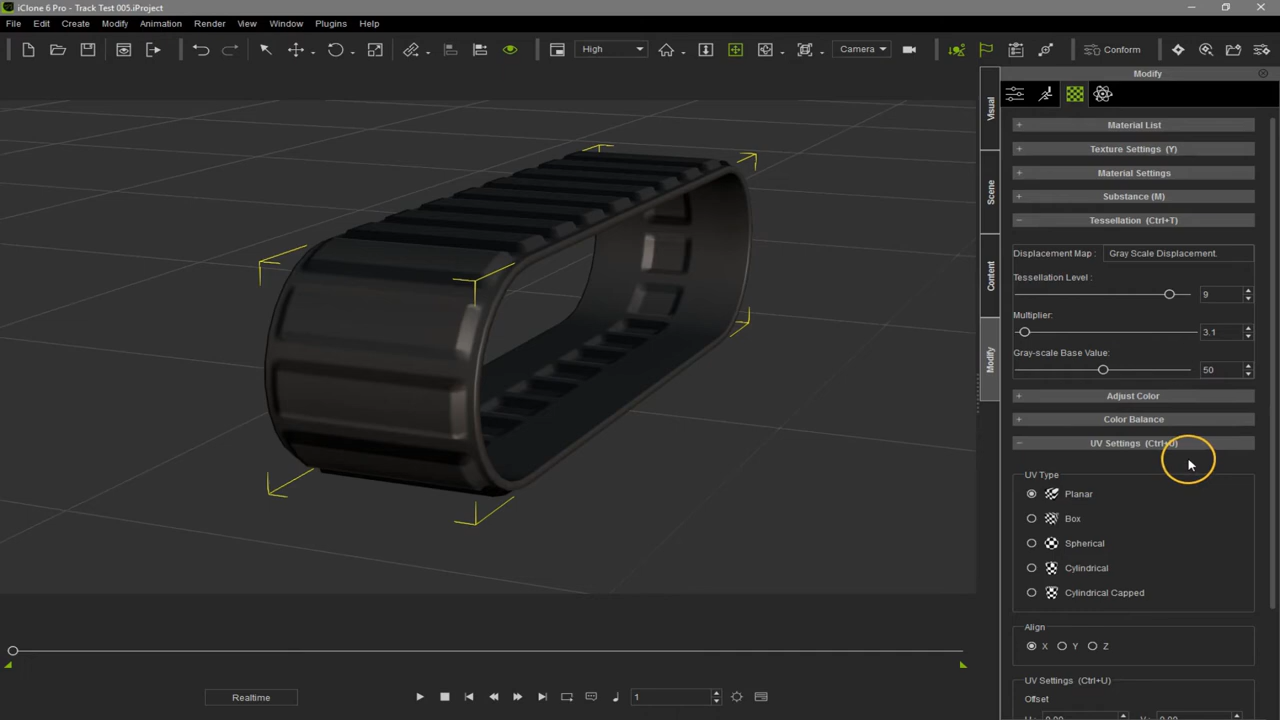 iClone 6 Pro - Track Test 005.iProject
File Edit Create Modify Animation Render View Window Plugins Help
High Camera Conform
Modify
Visual
Scene
Content
Modify
Material List
Texture Settings (Y)
Material Settings
Substance (M)
Tessellation (Ctrl+T)
Displacement Map : Gray Scale Displacement.
Tessellation Level :
9
Multiplier:
3.1
Gray-scale Base Value:
50
Adjust Color
Color Balance
UV Settings (Ctrl+U)
UV Type
Planar
Box
Spherical
Cylindrical
Cylindrical Capped
Align
X Y Z
UV Settings (Ctrl+U)
Offset
Realtime 1